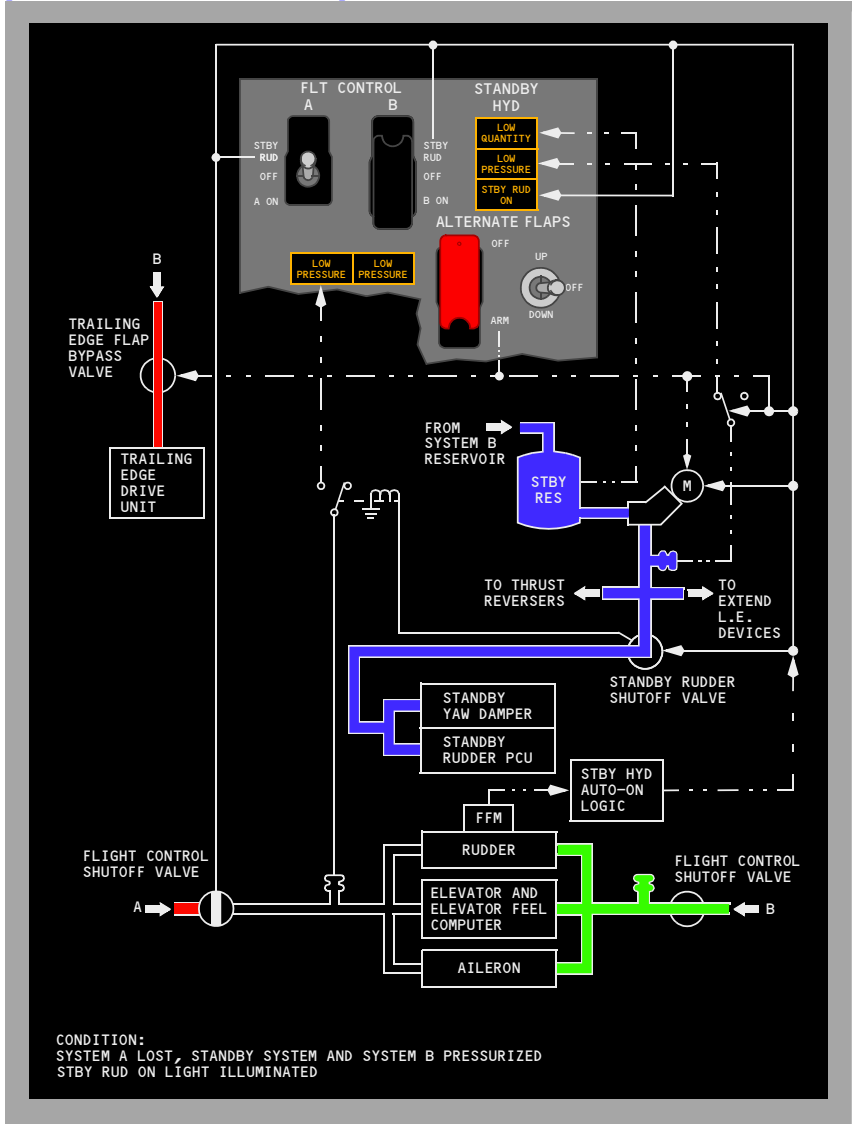 FLT CONTROL
A
B
STANDBY
HYD
STBY
RUD
OFF
A ON
STBY
RUD
OFF
B ON
LOW
QUANTITY
LOW
PRESSURE
STBY RUD
ON
ALTERNATE FLAPS
OFF
ARM
UP
OFF
DOWN
LOW
PRESSURE
LOW
PRESSURE
B
TRAILING
EDGE FLAP
BYPASS
VALVE
TRAILING
EDGE
DRIVE
UNIT
FROM
SYSTEM B
RESERVOIR
STBY
RES
M
TO THRUST
REVERSERS
TO
EXTEND
L.E.
DEVICES
STANDBY RUDDER
SHUTOFF VALVE
STANDBY
YAW DAMPER
STANDBY
RUDDER PCU
STBY HYD
AUTO-ON
LOGIC
FFM
RUDDER
FLIGHT CONTROL
SHUTOFF VALVE
FLIGHT CONTROL
SHUTOFF VALVE
A
ELEVATOR AND
ELEVATOR FEEL
COMPUTER
B
AILERON
CONDITION:
SYSTEM A LOST, STANDBY SYSTEM AND SYSTEM B PRESSURIZED
STBY RUD ON LIGHT ILLUMINATED